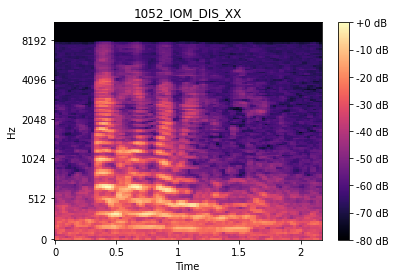 1052_IOM_DIS_XX
+0 dB
8192
-10 dB
4096
-20 dB
-30 dB
2048
Hz
-40 dB
1024
-50 dB
512
-60 dB
-70 dB
0
-80 dB
0 0.5 1 1.5 2
Time